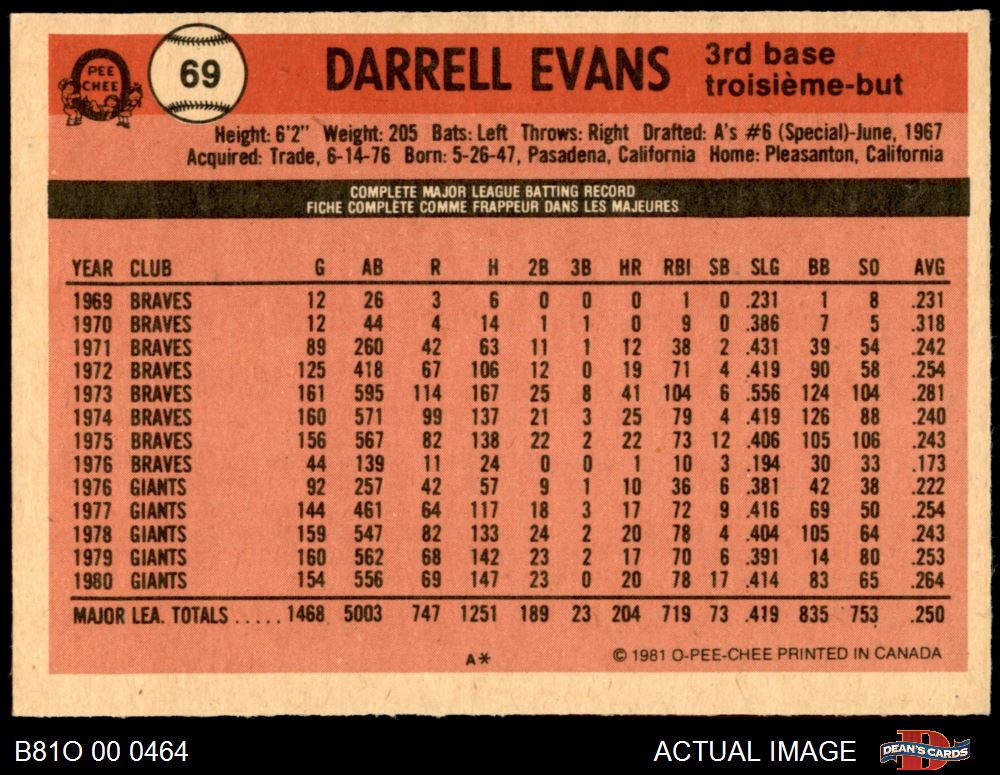 PEE
CHEE
69
DARRELL EVANS
3rd base
troisième-but
Height: 6'2" Weight: 205 Bats: Left Throws: Right Drafted: A's #6 (Special)-June, 1967
Acquired: Trade, 6-14-76 Born: 5-26-47, Pasadena, California Home: Pleasanton, California
COMPLETE MAJOR LEAGUE BATTING RECORD
FICHE COMPLÈTE COMME FRAPPEUR DANS LES MAJEURES
YEAR CLUB G AB R H 2B 3B HR RBI SB SLG BB SO AVG
1969 BRAVES 12 26 3 6 0 0 0 1 0 .231 1 8 .231
1970 BRAVES 12 44 4 14 1 1 0 9 0 .386 7 5 .318
1971 BRAVES 89 260 42 63 11 1 12 38 2 .431 39 54 .242
1972 BRAVES 125 418 67 106 12 0 19 71 4 .419 90 58 .254
1973 BRAVES 161 595 114 167 25 8 41 104 6 .556 124 104 .281
1974 BRAVES 160 571 99 137 21 3 25 79 4 .419 126 88 .240
1975 BRAVES 156 567 82 138 22 2 22 73 12 .406 105 106 .243
1976 BRAVES 44 139 11 24 0 0 1 10 3 .194 30 33 .173
1976 GIANTS 92 257 42 57 9 1 10 36 6 .381 42 38 .222
1977 GIANTS 144 461 64 117 18 3 17 72 9 .416 69 50 .254
1978 GIANTS 159 547 82 133 24 2 20 78 4 .404 105 64 .243
1979 GIANTS 160 562 68 142 23 2 17 70 6 .391 14 80 .253
1980 GIANTS 154 556 69 147 23 0 20 78 17 .414 83 65 .264
MAJOR LEA. TOTALS ..... 1468 5003 747 1251 189 23 204 719 73 .419 835 753 .250
A* © 1981 O-PEE-CHEE PRINTED IN CANADA
B81O 00 0464
ACTUAL IMAGE
DEAN'S CARDS